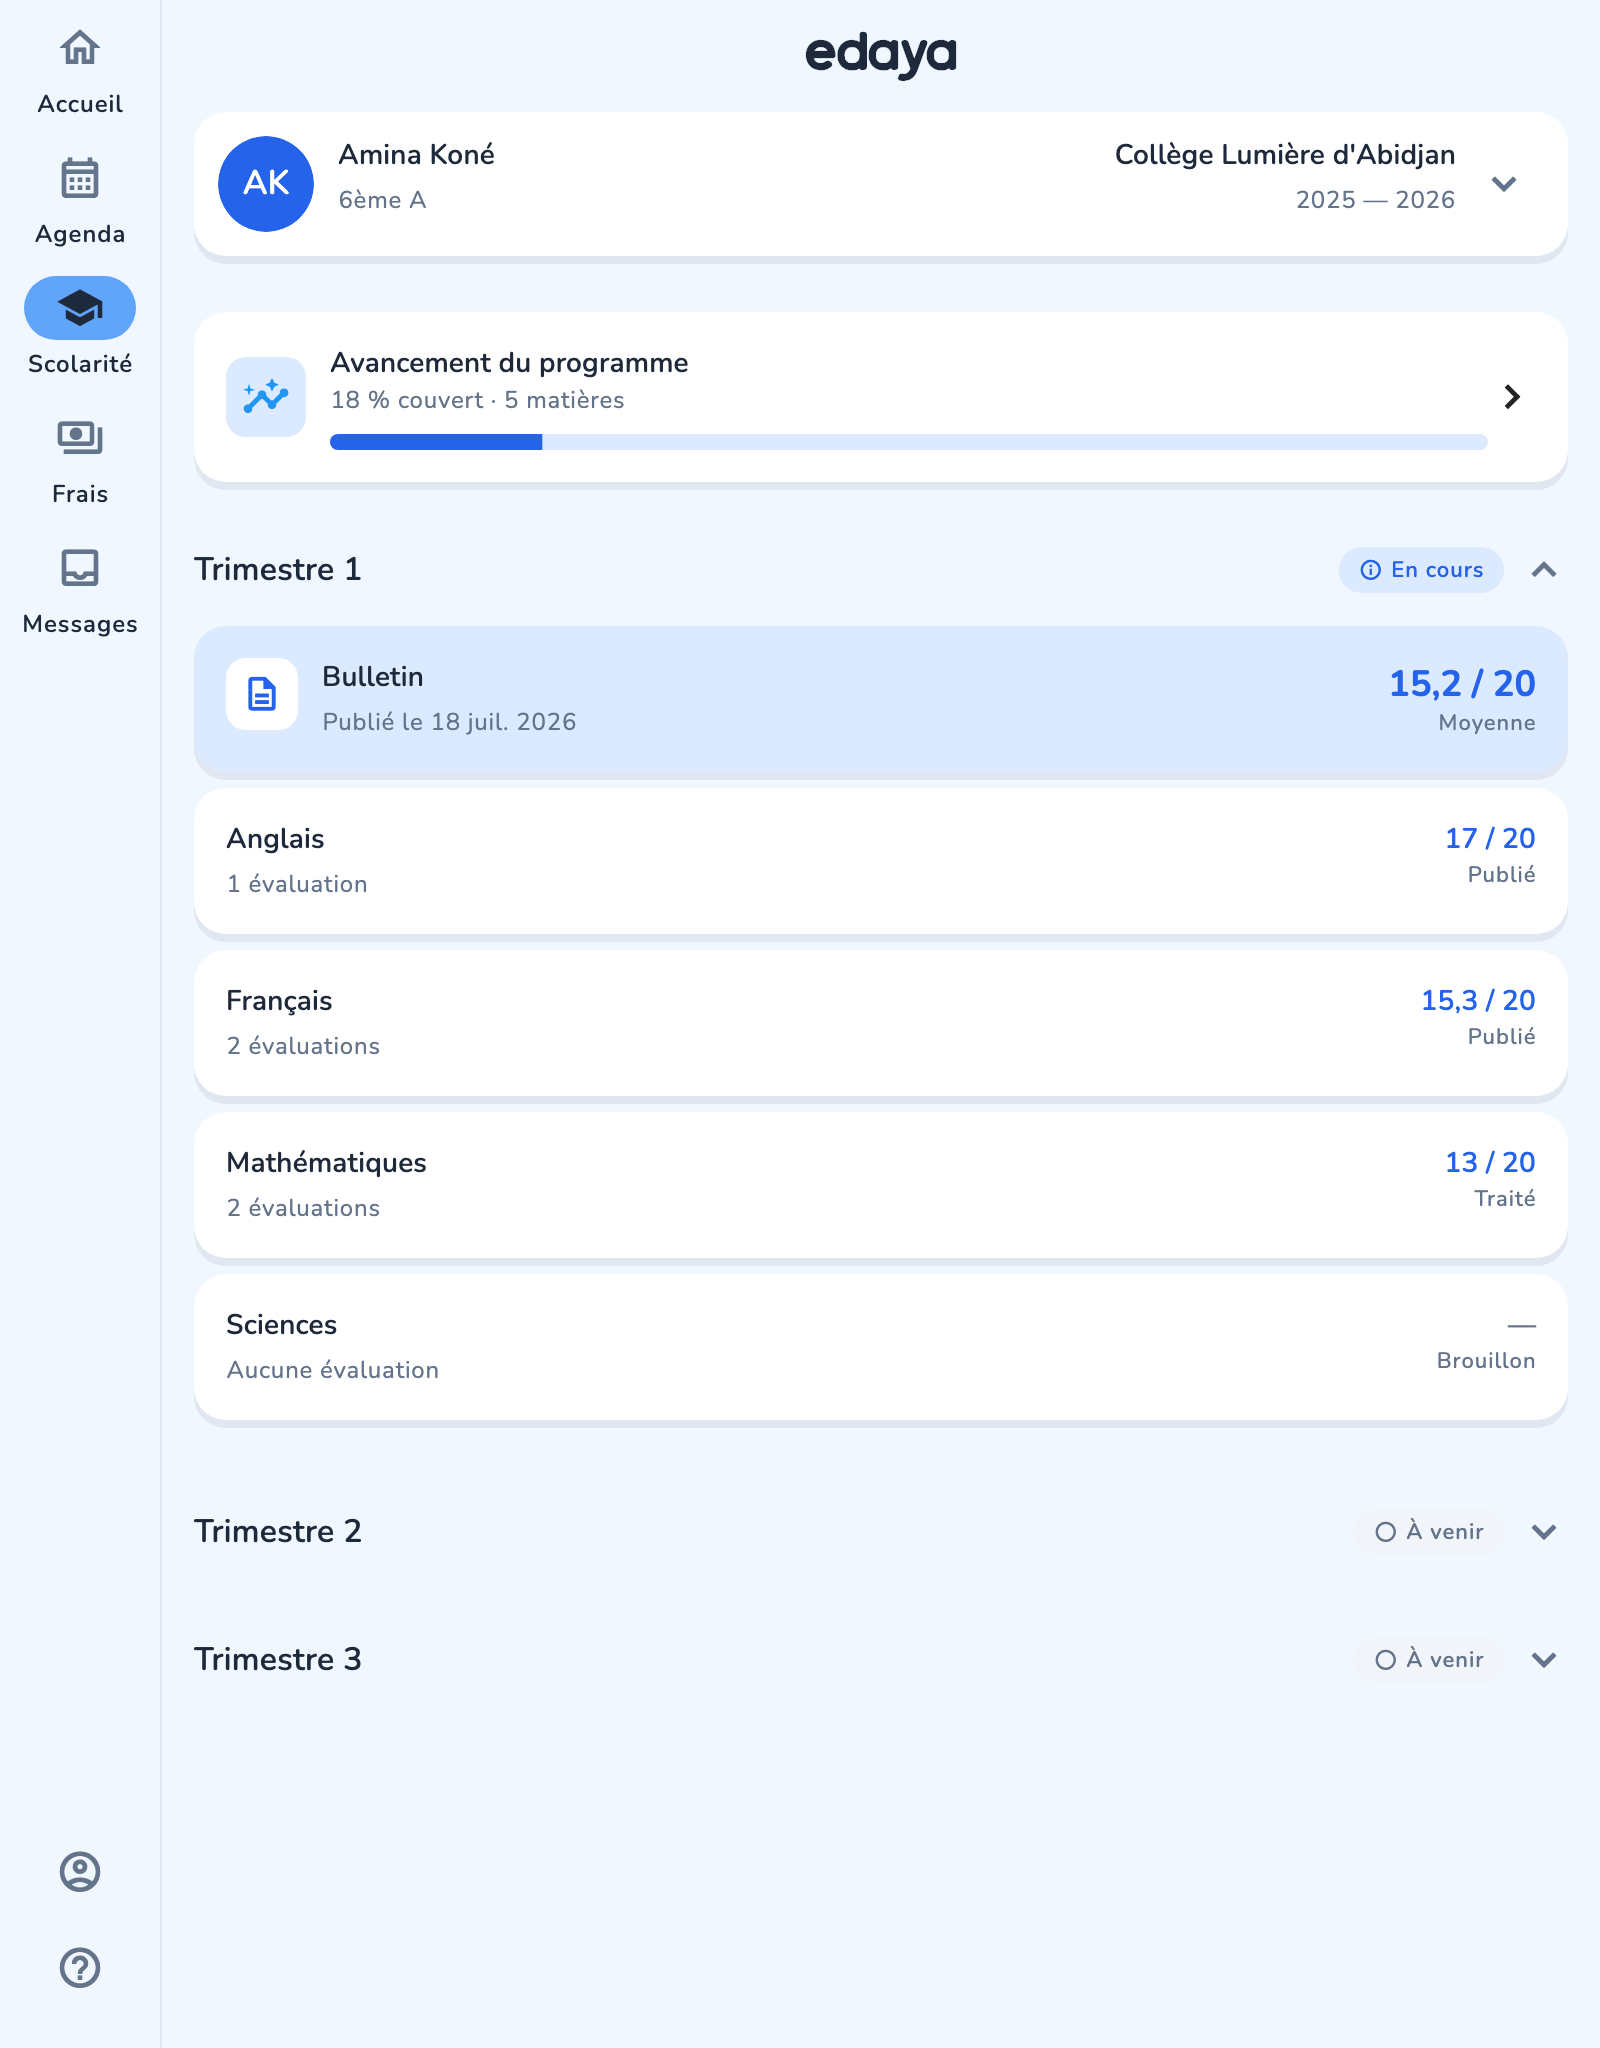 edaya
Accueil
Agenda
Scolarité
Frais
Messages
AK
Amina Koné
6ème A
Collège Lumière d'Abidjan
2025 — 2026
Avancement du programme
18 % couvert · 5 matières
Trimestre 1
En cours
Bulletin
Publié le 18 juil. 2026
15,2 / 20
Moyenne
Anglais
1 évaluation
17 / 20
Publié
Français
2 évaluations
15,3 / 20
Publié
Mathématiques
2 évaluations
13 / 20
Traité
Sciences
Aucune évaluation
—
Brouillon
Trimestre 2
À venir
Trimestre 3
À venir